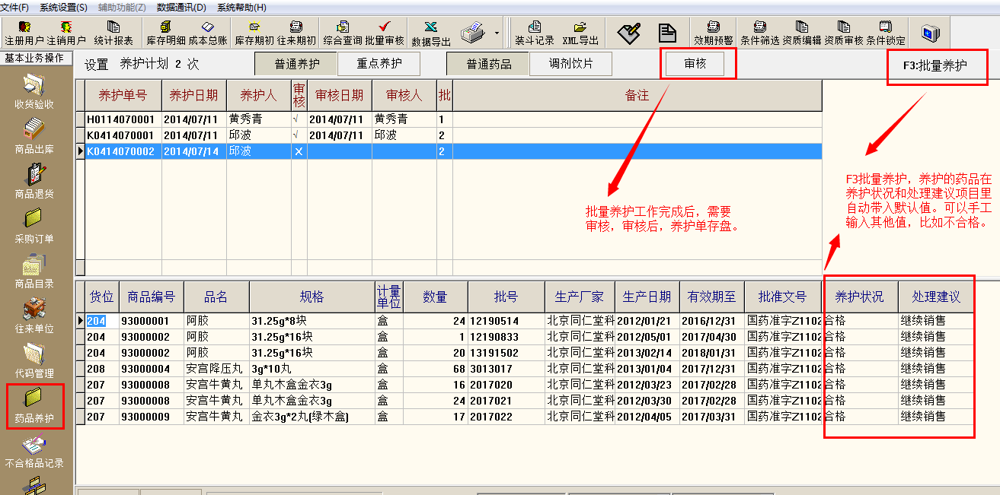 文件(F) 系统设置(S) 辅助功能(Z) 数据通讯(D) 系统帮助(H)
注册用户 注销用户 统计报表 库存明细 成本总账 库存期初 往来期初 综合查询 批量审核 数据导出 装斗记录 XML导出 效期预警 条件筛选 资质编辑 资质审核 条件锁定
基本业务操作
设置 养护计划 2 次 普通养护 重点养护 普通药品 调剂饮片 审核 F3:批量养护
收货验收
商品出库
商品退货
采购订单
商品目录
往来单位
代码管理
药品养护
不合格品记录
养护单号 养护日期 养护人 审核 审核日期 审核人 批 备注
H0114070001 2014/07/11 黄秀青 √ 2014/07/11 黄秀青 1
K0414070001 2014/07/11 邱波 √ 2014/07/11 邱波 2
K0414070002 2014/07/14 邱波 X 2
批量养护工作完成后，需要
审核，审核后，养护单存盘。
F3批量养护，养护的药品在
养护状况和处理建议项目里
自动带入默认值。可以手工
输入其他值，比如不合格。
货位 商品编号 品名 规格 计量单位 数量 批号 生产厂家 生产日期 有效期至 批准文号 养护状况 处理建议
204 93000001 阿胶 31.25g*8块 盒 24 12190514 北京同仁堂科 2012/01/21 2016/12/31 国药准字Z1102 合格 继续销售
204 93000002 阿胶 31.25g*16块 盒 1 12190833 北京同仁堂科 2012/05/01 2017/04/30 国药准字Z1102 合格 继续销售
204 93000002 阿胶 31.25g*16块 盒 20 13191502 北京同仁堂科 2013/02/14 2018/01/31 国药准字Z1102 合格 继续销售
208 93000004 安宫降压丸 3g*10丸 盒 68 3013017 北京同仁堂科 2013/01/04 2017/12/31 国药准字Z1102 合格 继续销售
207 93000008 安宫牛黄丸 单丸木盒金衣3g 盒 16 2017020 北京同仁堂科 2012/03/23 2017/02/28 国药准字Z1102 合格 继续销售
207 93000008 安宫牛黄丸 单丸木盒金衣3g 盒 24 2017021 北京同仁堂科 2012/03/30 2017/02/28 国药准字Z1102 合格 继续销售
207 93000009 安宫牛黄丸 金衣3g*2丸(绿木盒) 盒 17 2017022 北京同仁堂科 2012/04/05 2017/03/31 国药准字Z1102 合格 继续销售